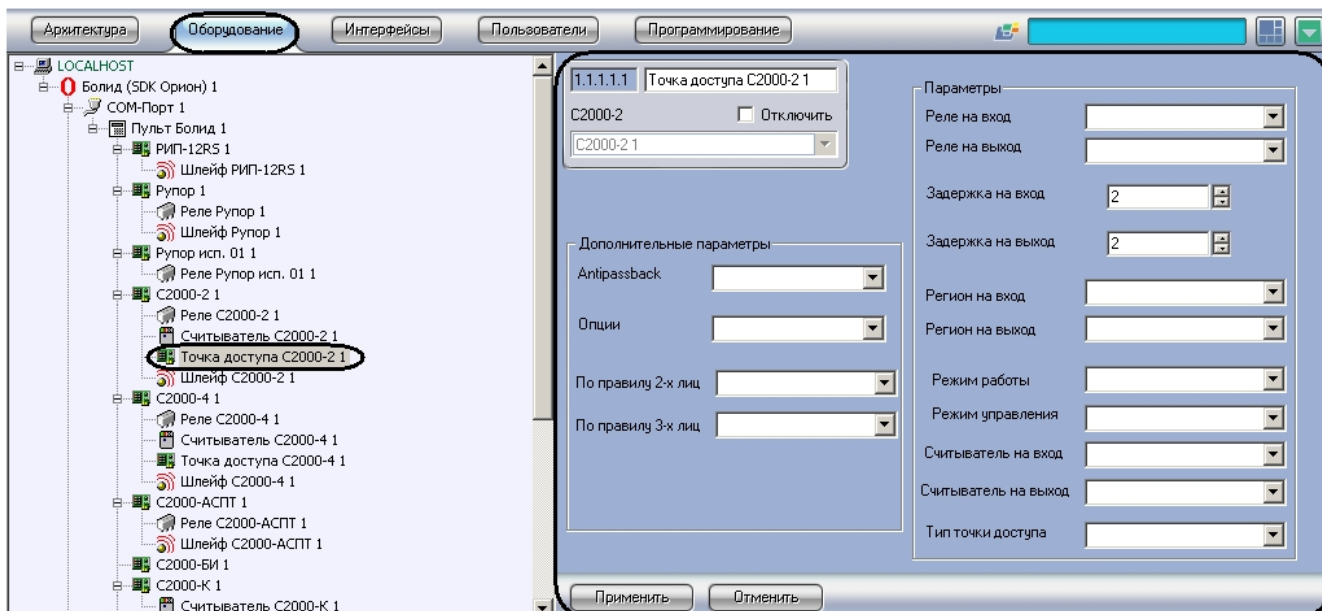 Архитектура
Оборудование
Интерфейсы
Пользователи
Программирование
LOCALHOST
Болид (SDK Орион) 1
COM-Порт 1
Пульт Болид 1
РИП-12RS 1
Шлейф РИП-12RS 1
Рупор 1
Реле Рупор 1
Шлейф Рупор 1
Рупор исп. 01 1
Реле Рупор исп. 01 1
С2000-2 1
Реле С2000-2 1
Считыватель С2000-2 1
Точка доступа С2000-2 1
Шлейф С2000-2 1
С2000-4 1
Реле С2000-4 1
Считыватель С2000-4 1
Точка доступа С2000-4 1
Шлейф С2000-4 1
С2000-АСПТ 1
Реле С2000-АСПТ 1
Шлейф С2000-АСПТ 1
С2000-БИ 1
С2000-К 1
Считыватель С2000-К 1
1.1.1.1.1 Точка доступа С2000-2 1
С2000-2 Отключить
С2000-2 1
Дополнительные параметры
Antipassback
Опции
По правилу 2-х лиц
По правилу 3-х лиц
Параметры
Реле на вход
Реле на выход
Задержка на вход 2
Задержка на выход 2
Регион на вход
Регион на выход
Режим работы
Режим управления
Считыватель на вход
Считыватель на выход
Тип точки доступа
Применить
Отменить